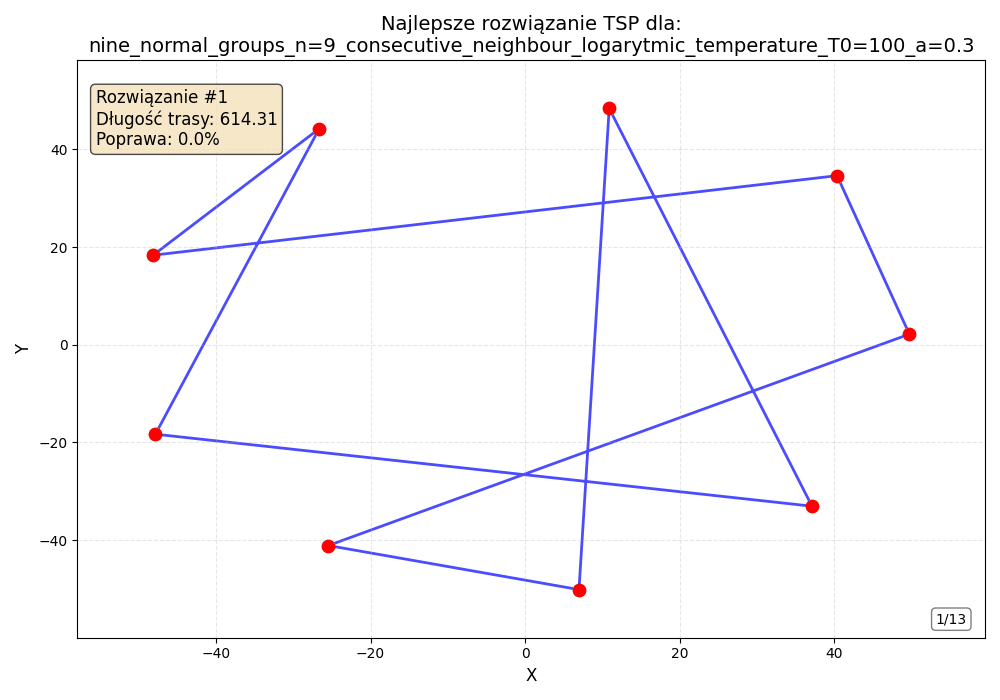 Najlepsze rozwiązanie TSP dla:
nine_normal_groups_n=9_consecutive_neighbour_logarytmic_temperature_T0=100_a=0.3
Rozwiązanie #1
Długość trasy: 614.31
Poprawa: 0.0%
40
20
0
−20
−40
Y
1/13
−40
−20
0
20
40
X